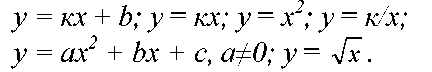 y = кx + b; y = кx; y = x²; y = к/x;
y = ax² + bx + c, a≠0; y = √x .